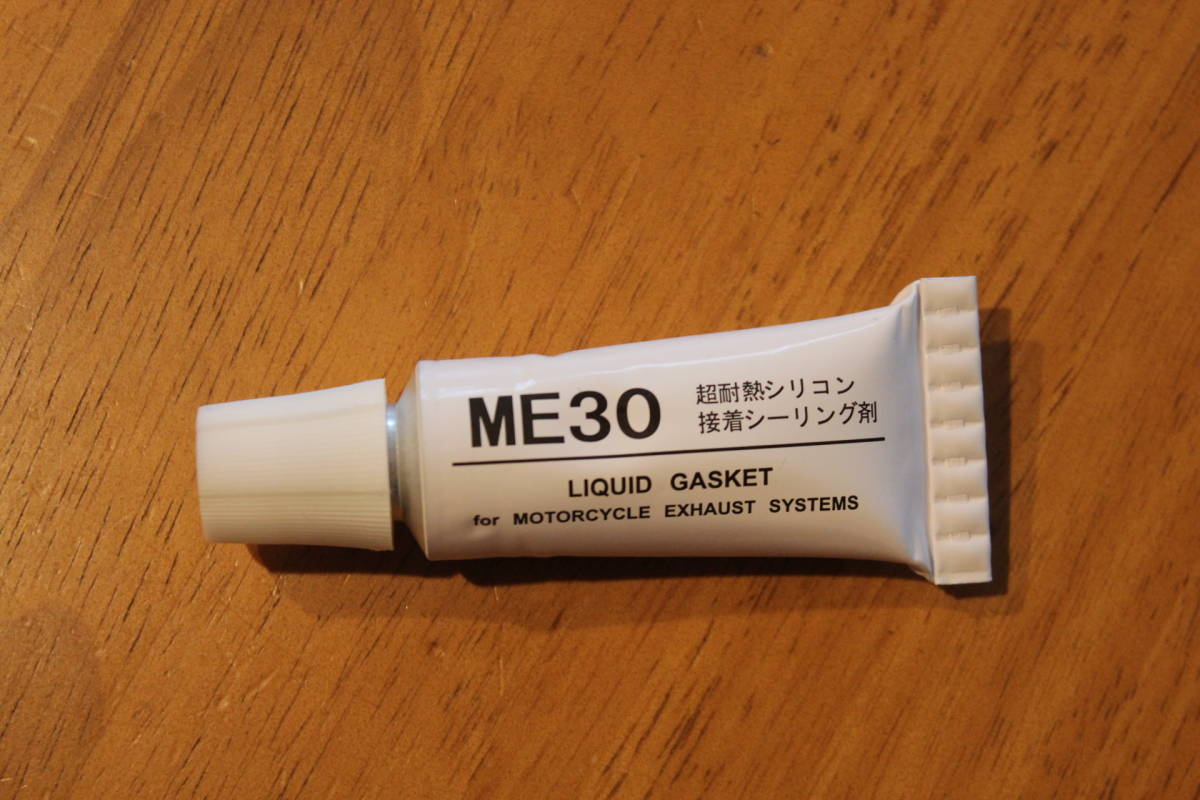 ME30
超耐熱シリコン
接着シーリング剤
LIQUID GASKET
for MOTORCYCLE EXHAUST SYSTEMS